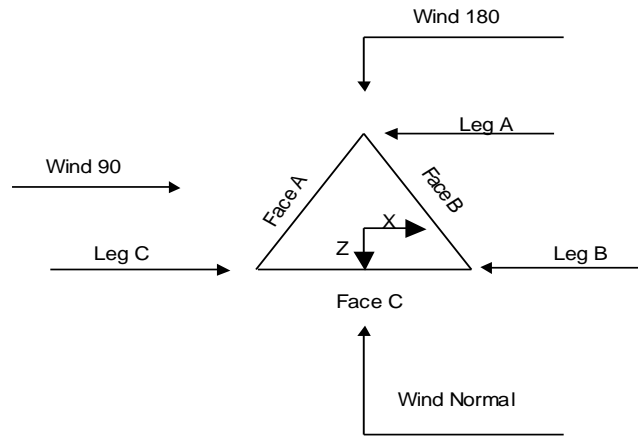 Wind 180
Leg A
Wind 90
Face A
Face B
X
Leg C
Z
Leg B
Face C
Wind Normal